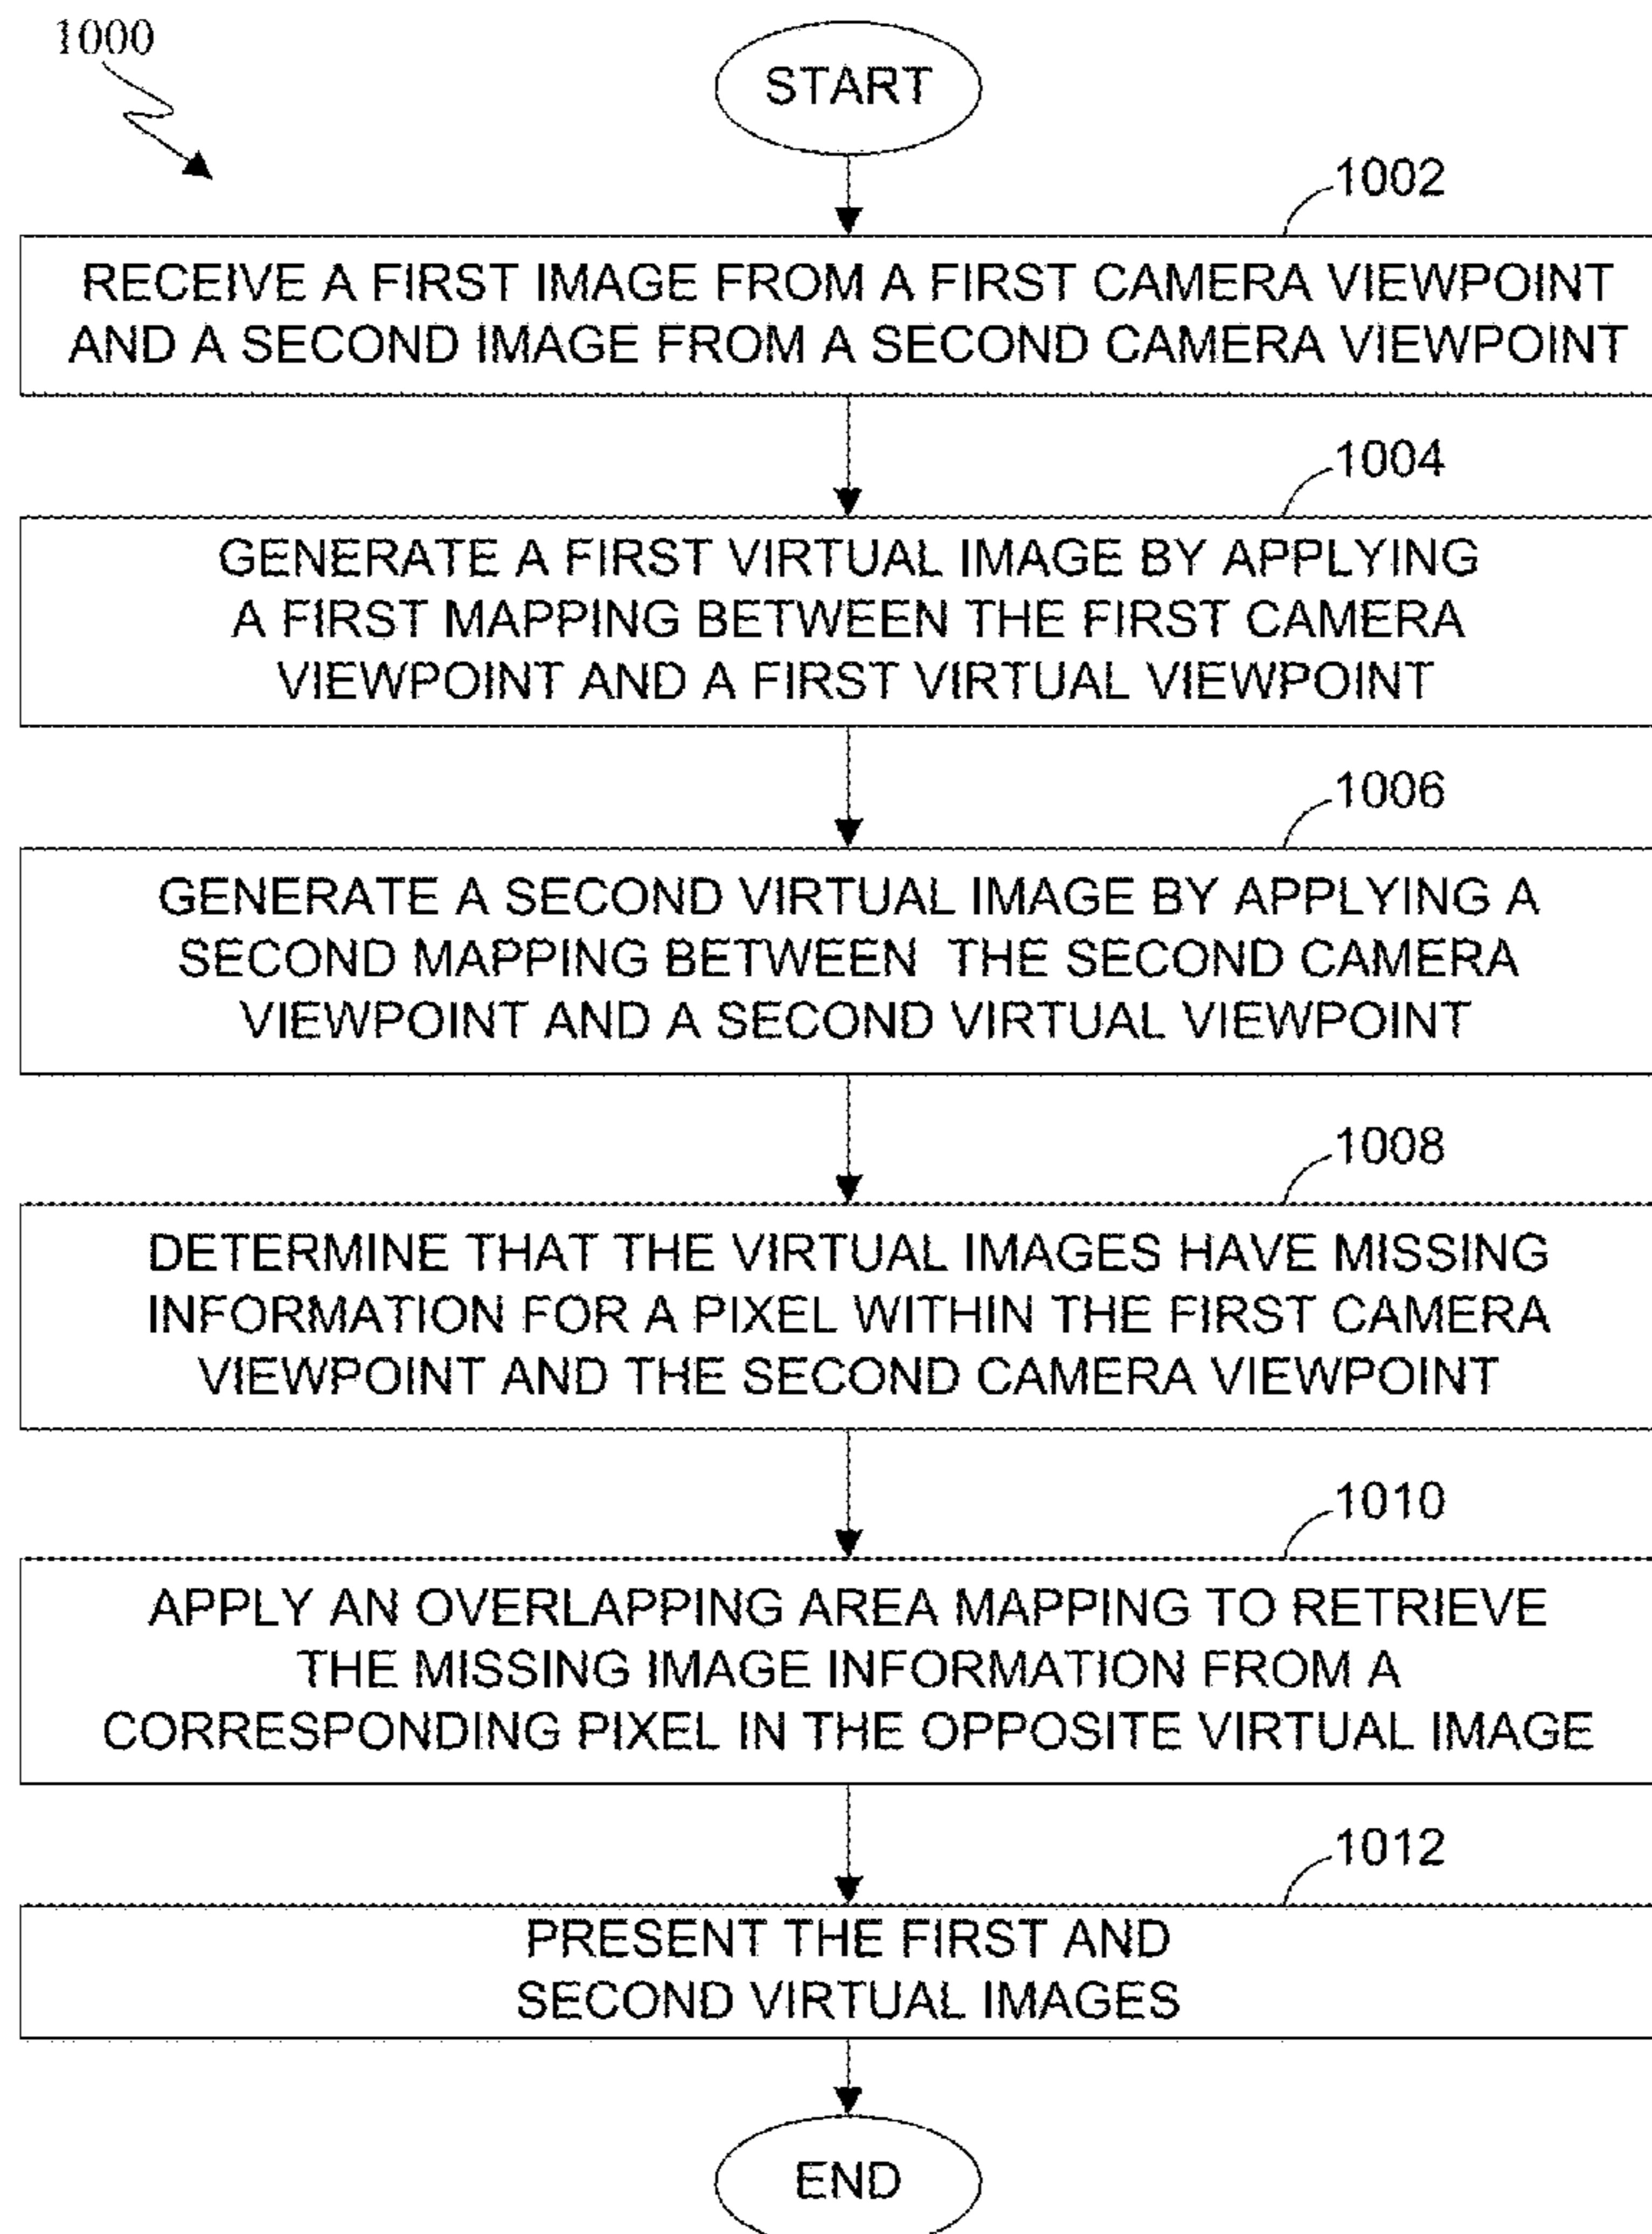 1000
START
1002
RECEIVE A FIRST IMAGE FROM A FIRST CAMERA VIEWPOINT
AND A SECOND IMAGE FROM A SECOND CAMERA VIEWPOINT
1004
GENERATE A FIRST VIRTUAL IMAGE BY APPLYING
A FIRST MAPPING BETWEEN THE FIRST CAMERA
VIEWPOINT AND A FIRST VIRTUAL VIEWPOINT
1006
GENERATE A SECOND VIRTUAL IMAGE BY APPLYING A
SECOND MAPPING BETWEEN THE SECOND CAMERA
VIEWPOINT AND A SECOND VIRTUAL VIEWPOINT
1008
DETERMINE THAT THE VIRTUAL IMAGES HAVE MISSING
INFORMATION FOR A PIXEL WITHIN THE FIRST CAMERA
VIEWPOINT AND THE SECOND CAMERA VIEWPOINT
1010
APPLY AN OVERLAPPING AREA MAPPING TO RETRIEVE
THE MISSING IMAGE INFORMATION FROM A
CORRESPONDING PIXEL IN THE OPPOSITE VIRTUAL IMAGE
1012
PRESENT THE FIRST AND
SECOND VIRTUAL IMAGES
END